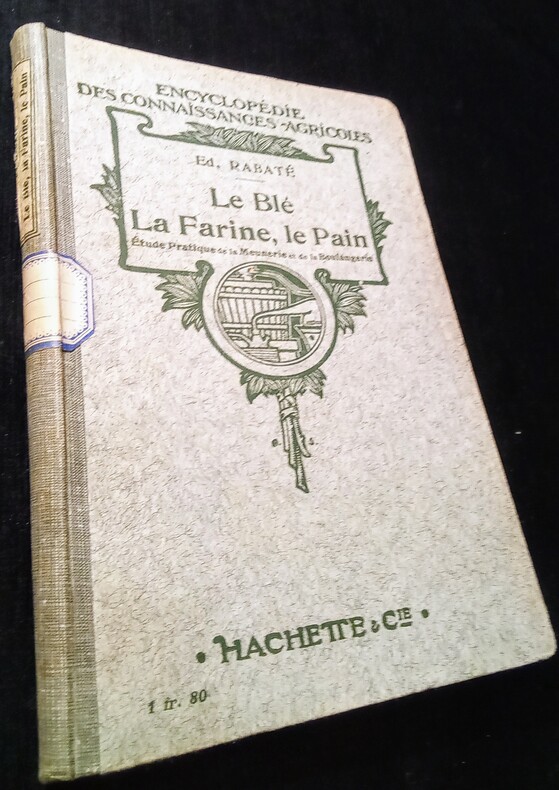 ENCYCLOPÉDIE
DES CONNAISSANCES AGRICOLES
Ed. RABATÉ
Le Blé
La Farine, le Pain
Étude Pratique de la Meunerie et de la Boulangerie
HACHETTE & CIE
1 fr. 80
Le Blé, la Farine, le Pain